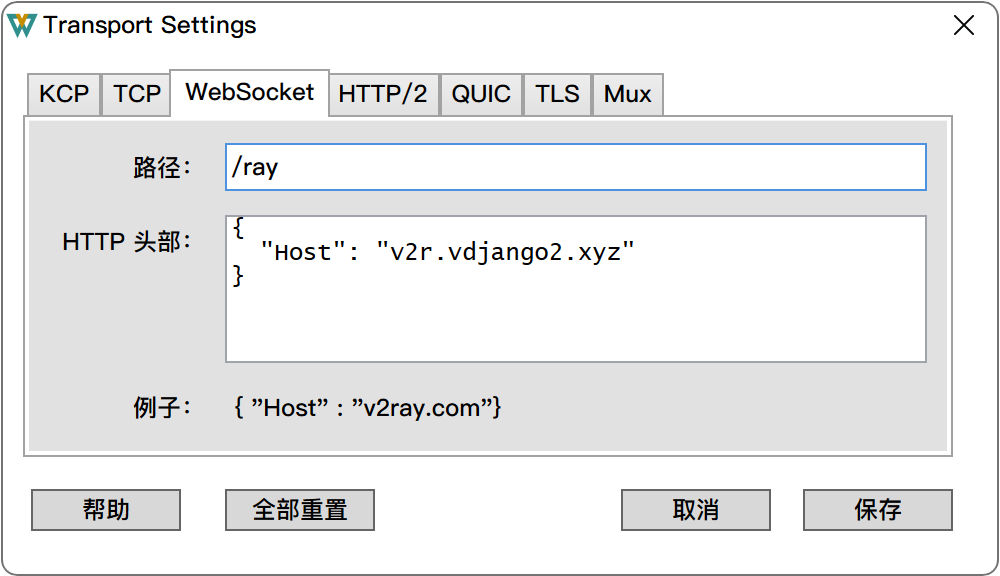 Transport Settings
KCP TCP WebSocket HTTP/2 QUIC TLS Mux
路径： /ray
HTTP 头部： {
"Host": "v2r.vdjango2.xyz"
}
例子： { ”Host” : ”v2ray.com”}
帮助 全部重置 取消 保存